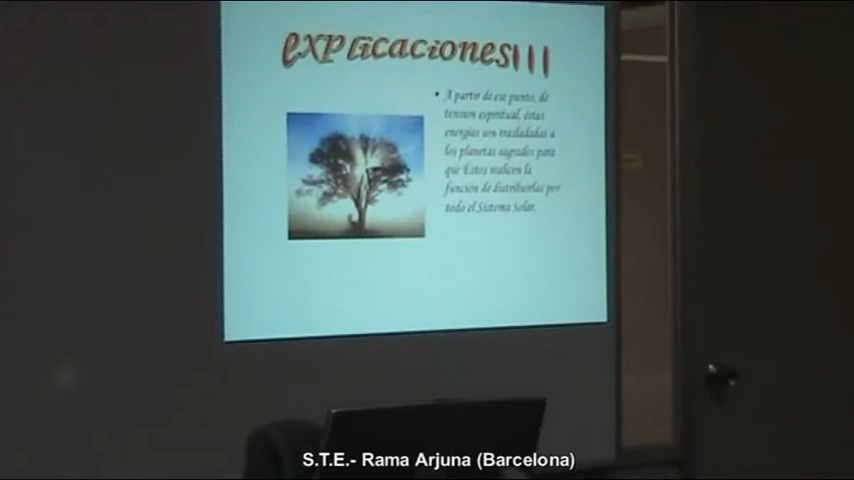 explicaciones!!!
• A partir de ese punto, de
tensión espiritual, éstas
energías son trasladadas a
los planetas sagrados para
que Éstos realicen la
función de distribuirlas por
todo el Sistema Solar.
S.T.E.- Rama Arjuna (Barcelona)